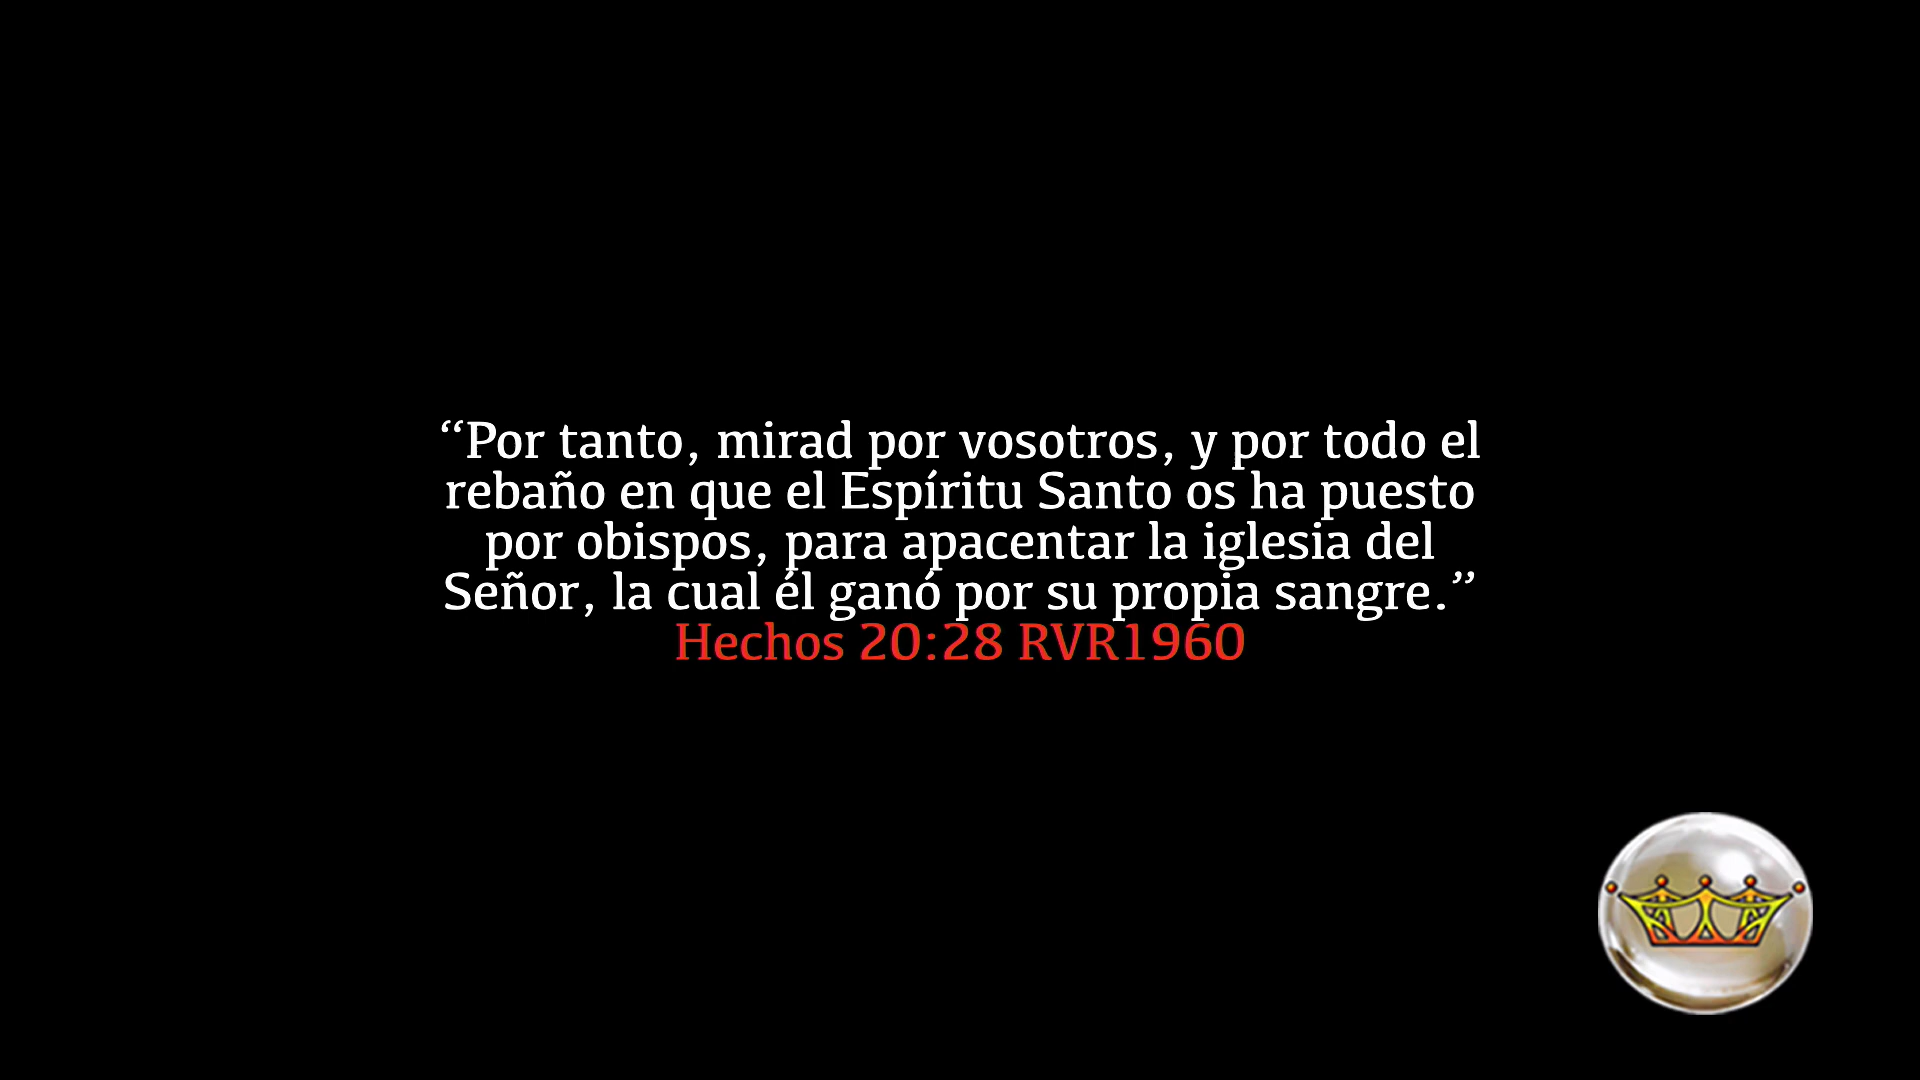 “Por tanto, mirad por vosotros, y por todo el
rebaño en que el Espíritu Santo os ha puesto
por obispos, para apacentar la iglesia del
Señor, la cual él ganó por su propia sangre.”
Hechos 20:28 RVR1960